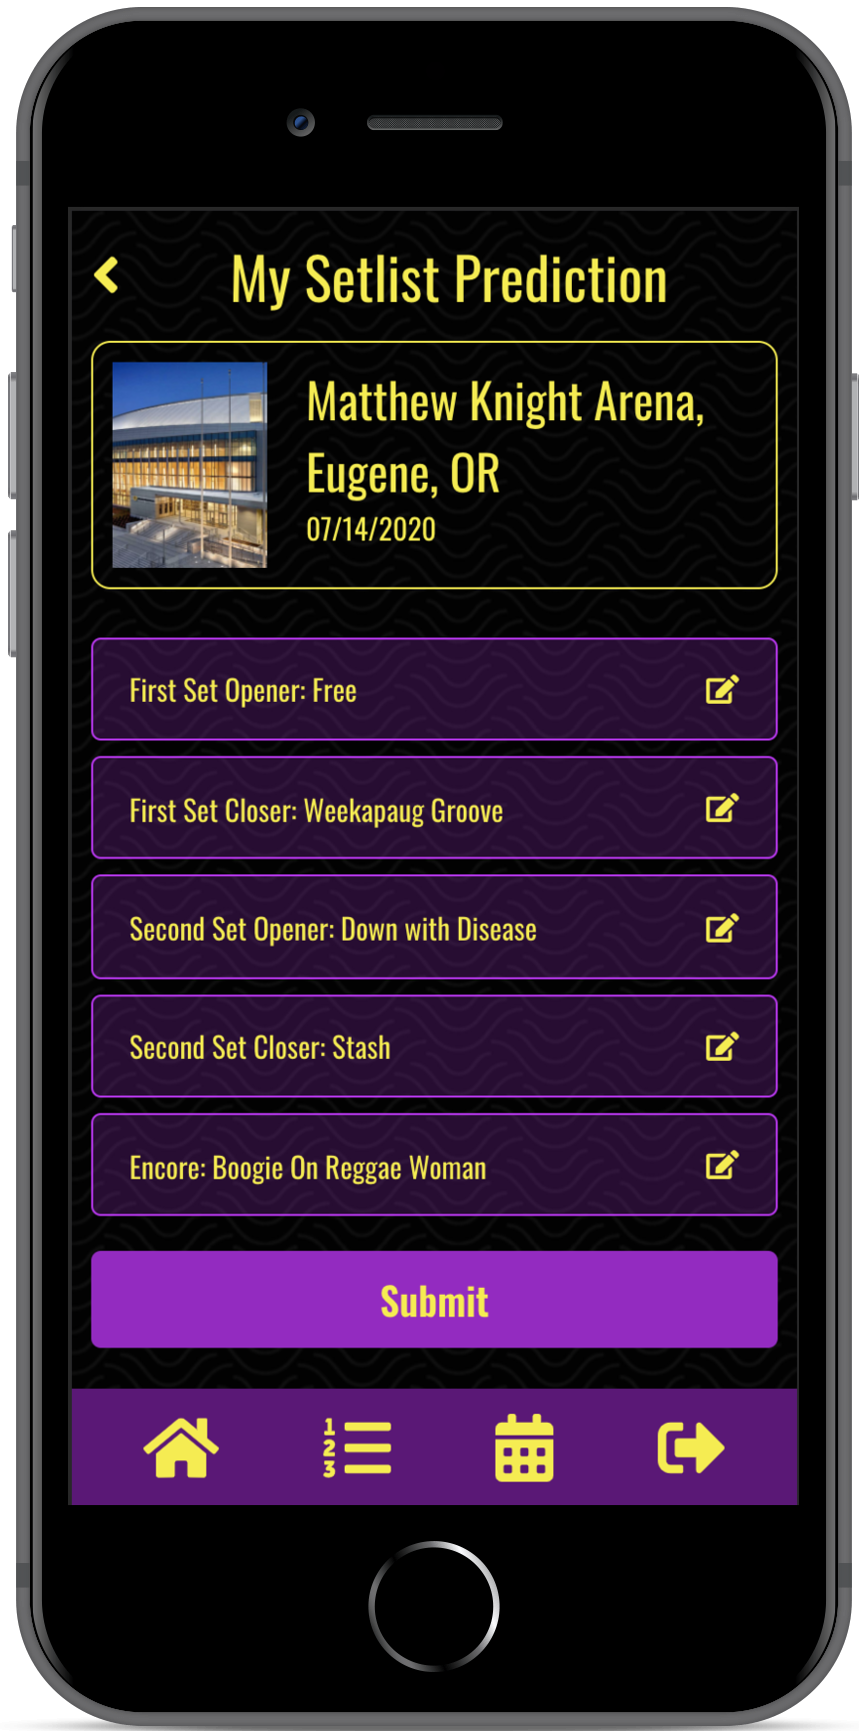 My Setlist Prediction
Matthew Knight Arena,
Eugene, OR
07/14/2020
First Set Opener: Free
First Set Closer: Weekapaug Groove
Second Set Opener: Down with Disease
Second Set Closer: Stash
Encore: Boogie On Reggae Woman
Submit
1
2
3